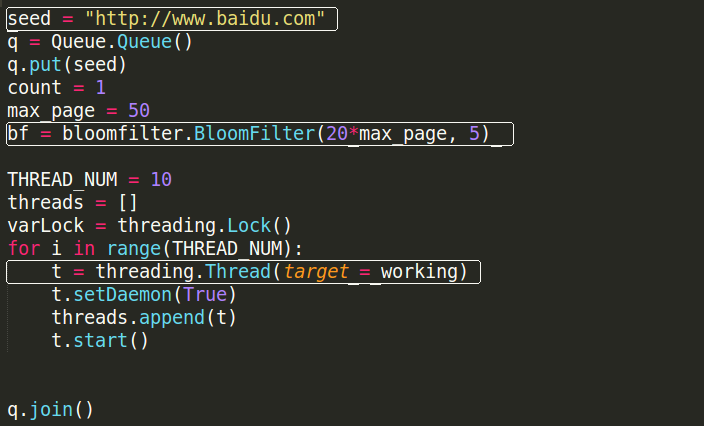 seed = "http://www.baidu.com"
q = Queue.Queue()
q.put(seed)
count = 1
max_page = 50
bf = bloomfilter.BloomFilter(20*max_page, 5)
THREAD_NUM = 10
threads = []
varLock = threading.Lock()
for i in range(THREAD_NUM):
    t = threading.Thread(target = working)
    t.setDaemon(True)
    threads.append(t)
    t.start()
q.join()